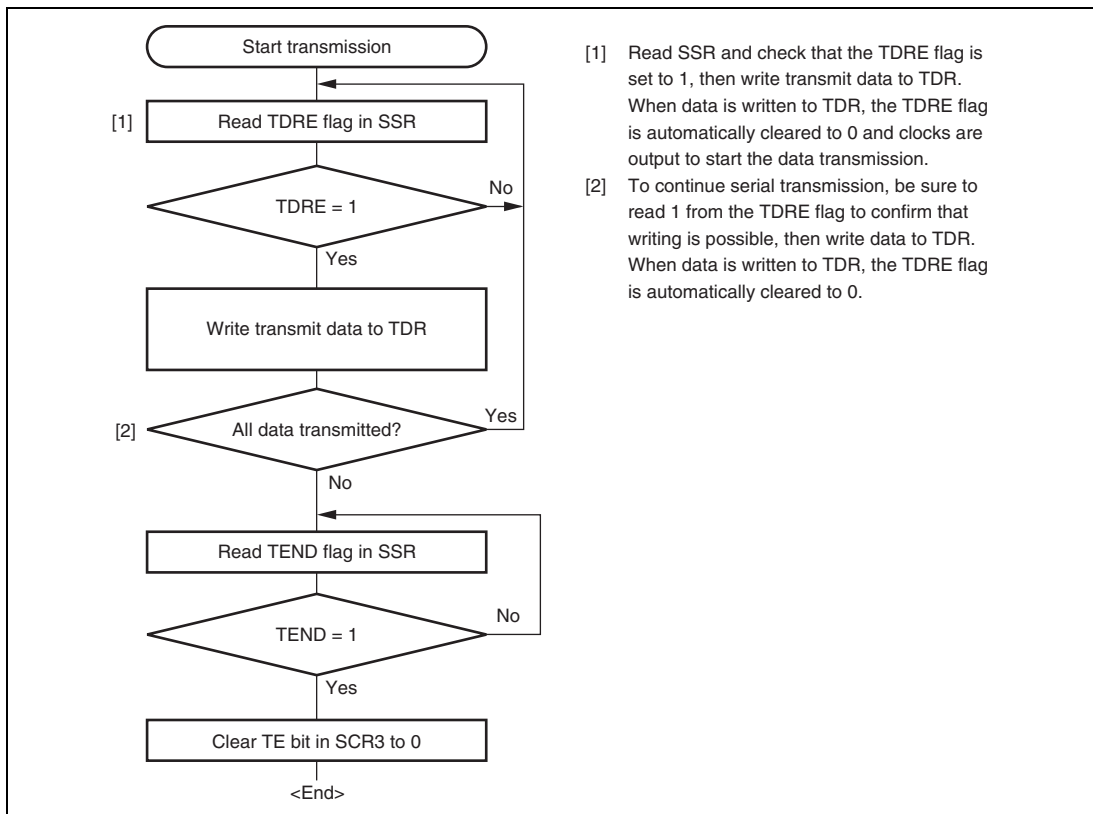 Start transmission
[1] Read TDRE flag in SSR
TDRE = 1
No
Yes
Write transmit data to TDR
[2] All data transmitted?
Yes
No
Read TEND flag in SSR
TEND = 1
No
Yes
Clear TE bit in SCR3 to 0
<End>
[1] Read SSR and check that the TDRE flag is
set to 1, then write transmit data to TDR.
When data is written to TDR, the TDRE flag
is automatically cleared to 0 and clocks are
output to start the data transmission.
[2] To continue serial transmission, be sure to
read 1 from the TDRE flag to confirm that
writing is possible, then write data to TDR.
When data is written to TDR, the TDRE flag
is automatically cleared to 0.